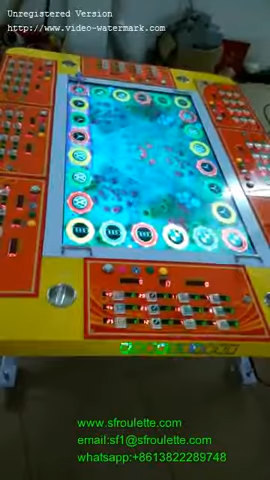 Unregistered Version
http://www.video-watermark.com
www.sfroulette.com
email:sf1@sfroulette.com
whatsapp:+8613822289748